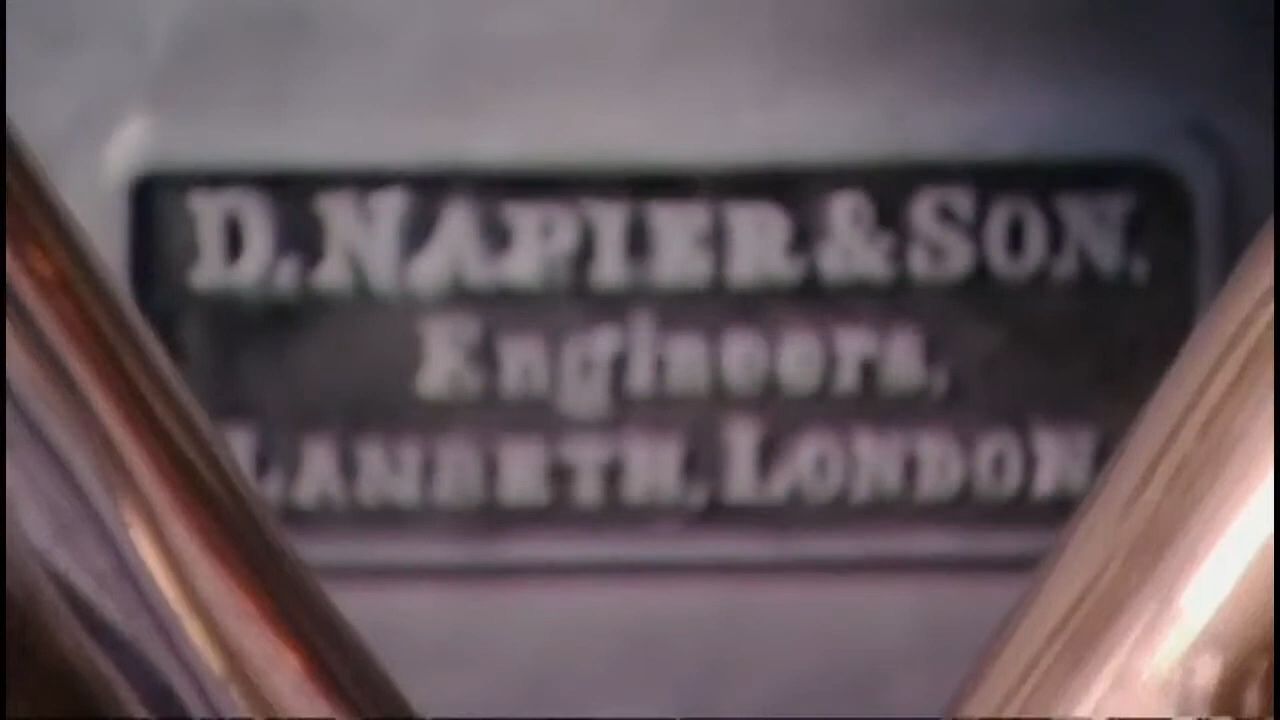 D. NAPIER & SON.
Engineers,
LAMBETH, LONDON.